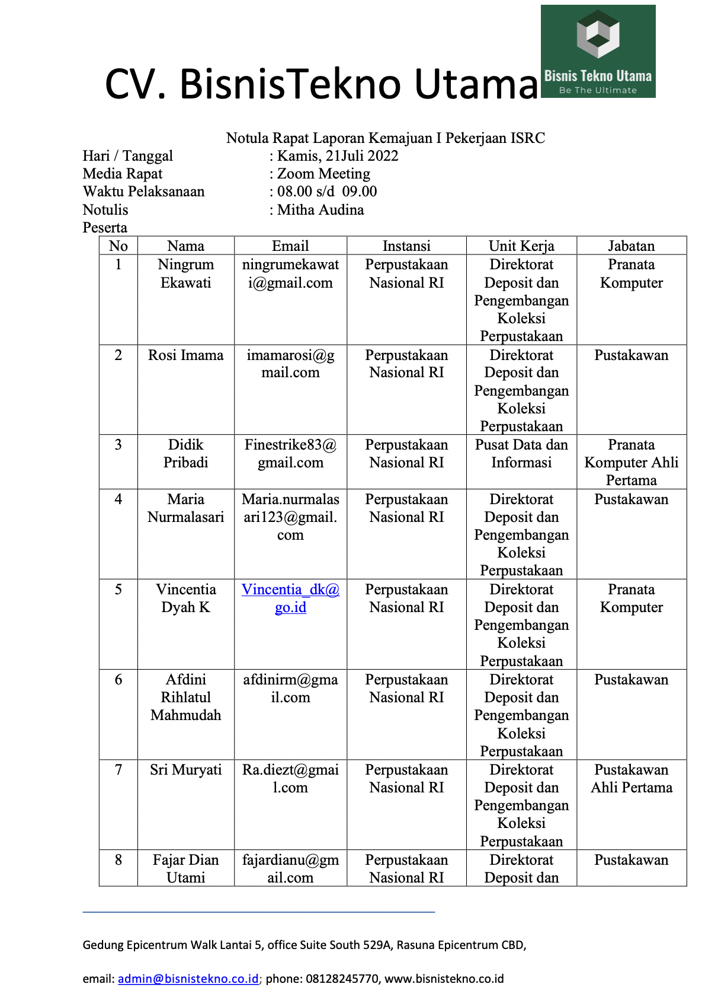 CV. BisnisTekno Utama
Bisnis Tekno Utama
Be The Ultimate
Notula Rapat Laporan Kemajuan I Pekerjaan ISRC
Hari / Tanggal : Kamis, 21Juli 2022
Media Rapat : Zoom Meeting
Waktu Pelaksanaan : 08.00 s/d 09.00
Notulis : Mitha Audina
Peserta
No Nama Email Instansi Unit Kerja Jabatan
1 Ningrum ningrumekawat Perpustakaan Direktorat Pranata
Ekawati i@gmail.com Nasional RI Deposit dan Komputer
Pengembangan
Koleksi
Perpustakaan
2 Rosi Imama imamarosi@g Perpustakaan Direktorat Pustakawan
mail.com Nasional RI Deposit dan
Pengembangan
Koleksi
Perpustakaan
3 Didik Finestrike83@ Perpustakaan Pusat Data dan Pranata
Pribadi gmail.com Nasional RI Informasi Komputer Ahli
Pertama
4 Maria Maria.nurmalas Perpustakaan Direktorat Pustakawan
Nurmalasari ari123@gmail. Nasional RI Deposit dan
com Pengembangan
Koleksi
Perpustakaan
5 Vincentia Vincentia_dk@ Perpustakaan Direktorat Pranata
Dyah K go.id Nasional RI Deposit dan Komputer
Pengembangan
Koleksi
Perpustakaan
6 Afdini afdinirm@gma Perpustakaan Direktorat Pustakawan
Rihlatul il.com Nasional RI Deposit dan
Mahmudah Pengembangan
Koleksi
Perpustakaan
7 Sri Muryati Ra.diezt@gmai Perpustakaan Direktorat Pustakawan
l.com Nasional RI Deposit dan Ahli Pertama
Pengembangan
Koleksi
Perpustakaan
8 Fajar Dian fajardianu@gm Perpustakaan Direktorat Pustakawan
Utami ail.com Nasional RI Deposit dan
Gedung Epicentrum Walk Lantai 5, office Suite South 529A, Rasuna Epicentrum CBD,
email: admin@bisnistekno.co.id; phone: 08128245770, www.bisnistekno.co.id